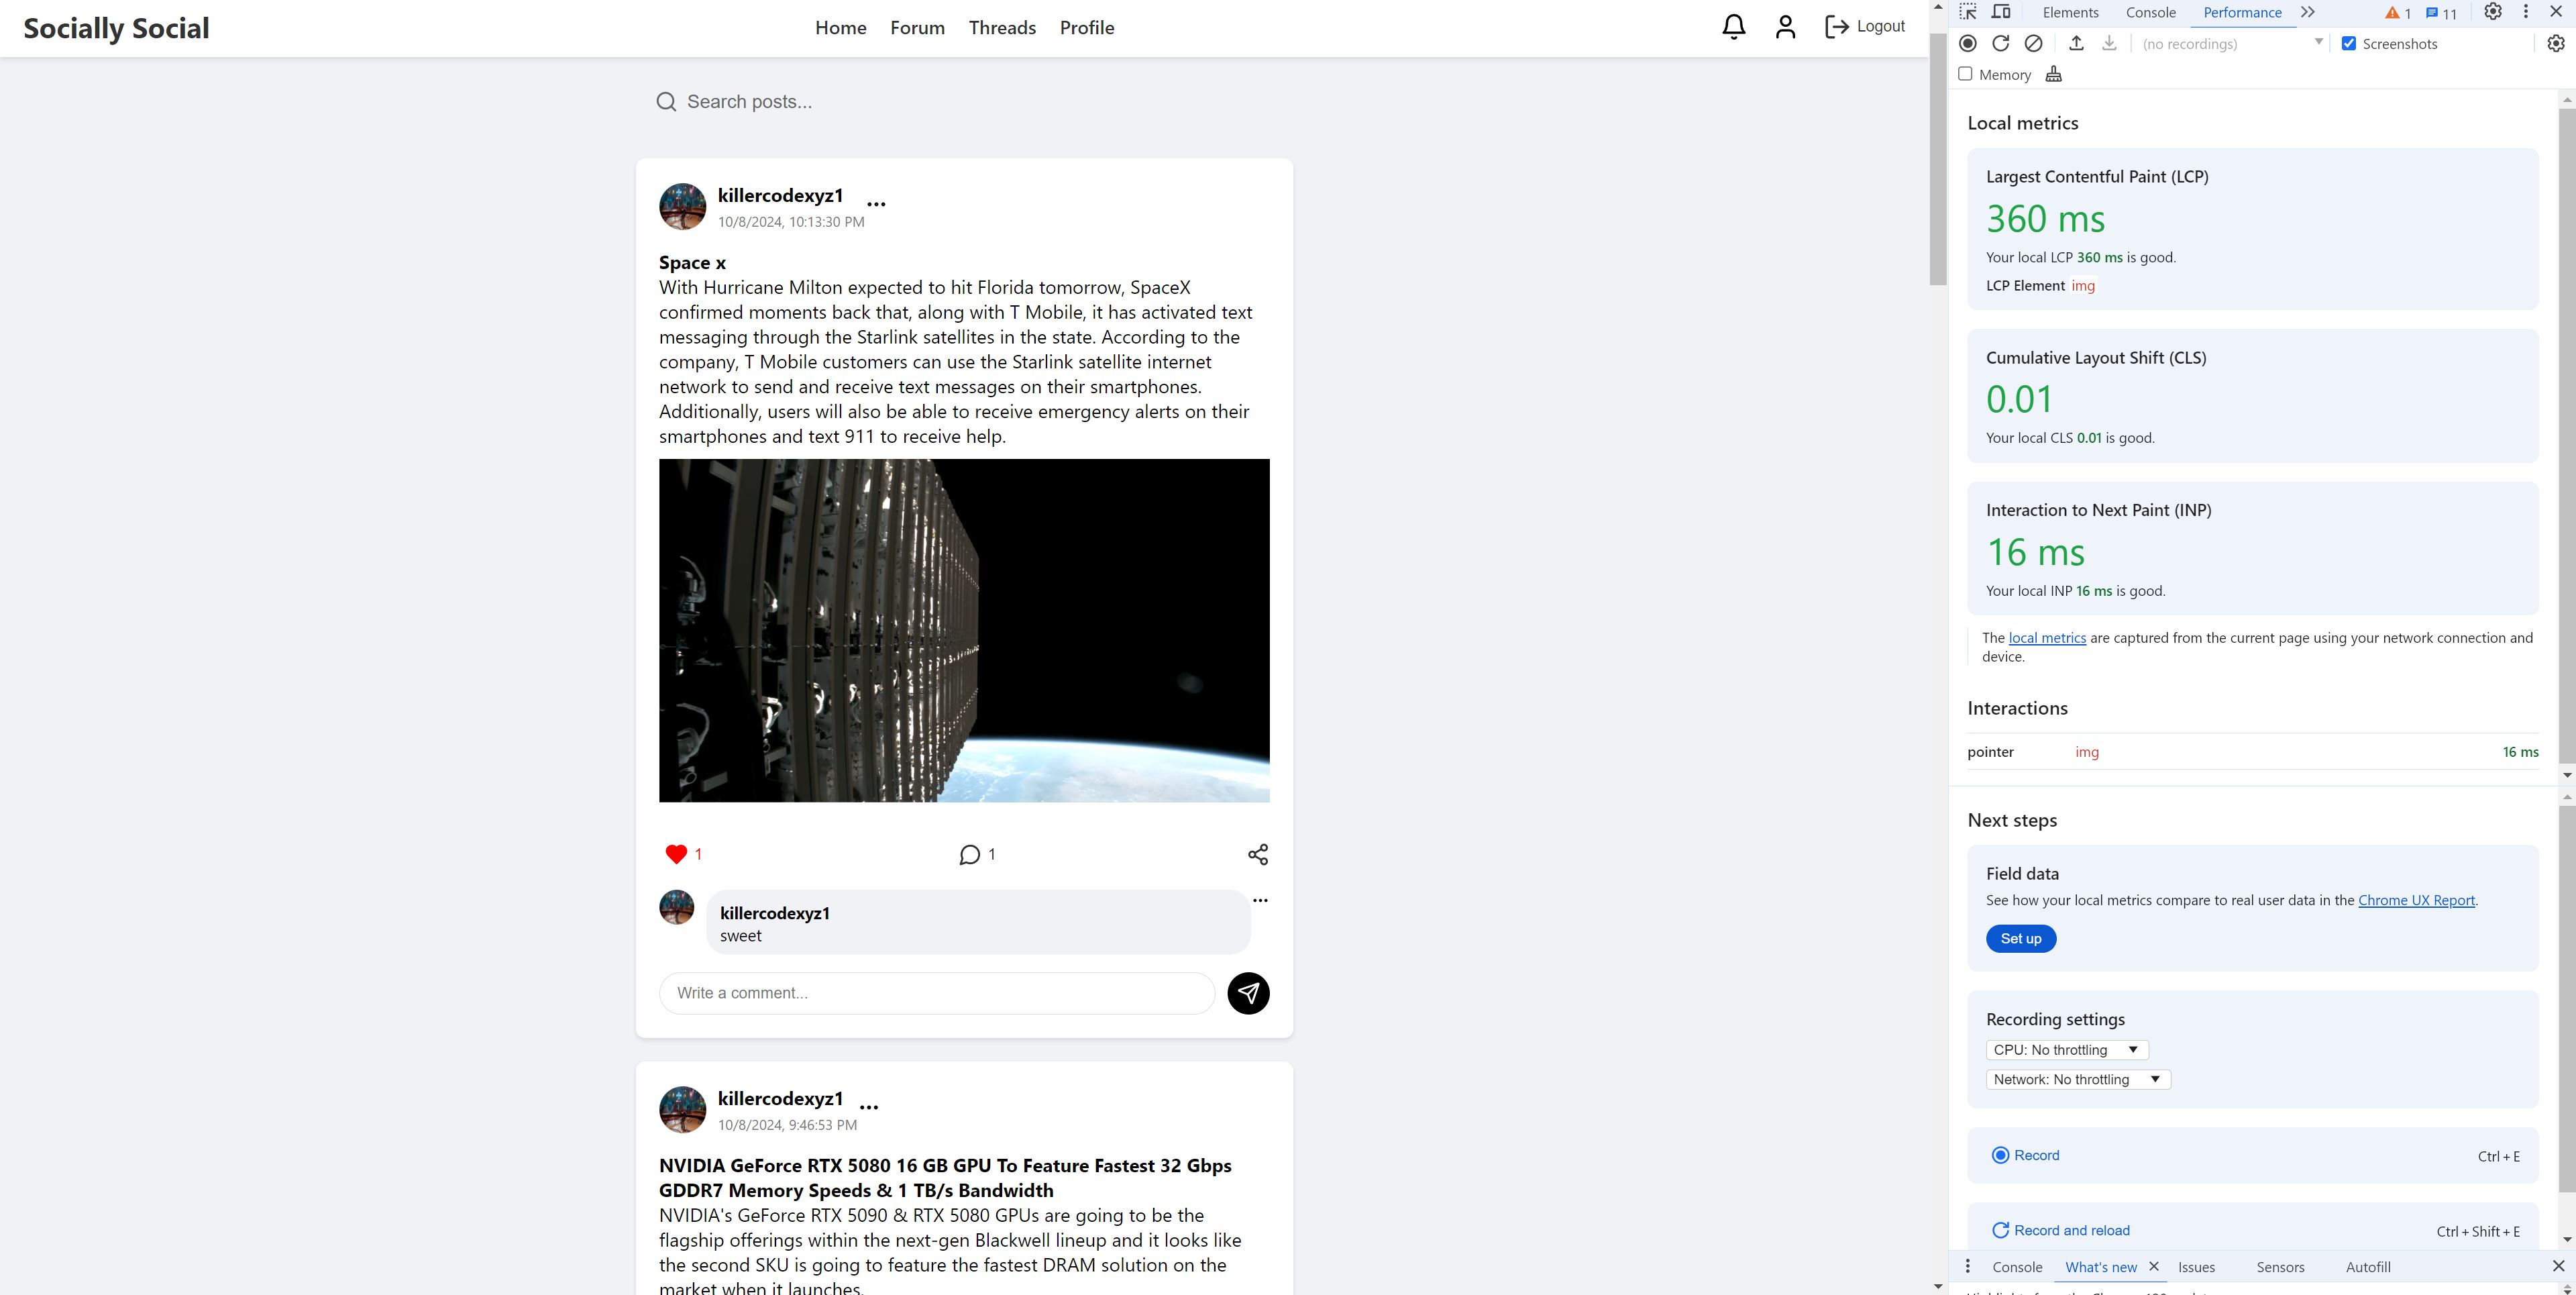 Socially Social
Home Forum Threads Profile
Logout
Search posts...
killercodexyz1 ...
10/8/2024, 10:13:30 PM
Space x
With Hurricane Milton expected to hit Florida tomorrow, SpaceX
confirmed moments back that, along with T Mobile, it has activated text
messaging through the Starlink satellites in the state. According to the
company, T Mobile customers can use the Starlink satellite internet
network to send and receive text messages on their smartphones.
Additionally, users will also be able to receive emergency alerts on their
smartphones and text 911 to receive help.
1
1
killercodexyz1
sweet
...
Write a comment...
killercodexyz1 ...
10/8/2024, 9:46:53 PM
NVIDIA GeForce RTX 5080 16 GB GPU To Feature Fastest 32 Gbps
GDDR7 Memory Speeds & 1 TB/s Bandwidth
NVIDIA's GeForce RTX 5090 & RTX 5080 GPUs are going to be the
flagship offerings within the next-gen Blackwell lineup and it looks like
the second SKU is going to feature the fastest DRAM solution on the
market when it launches.
Elements Console Performance 1 11
(no recordings) Screenshots
Memory
Local metrics
Largest Contentful Paint (LCP)
360 ms
Your local LCP 360 ms is good.
LCP Element img
Cumulative Layout Shift (CLS)
0.01
Your local CLS 0.01 is good.
Interaction to Next Paint (INP)
16 ms
Your local INP 16 ms is good.
The local metrics are captured from the current page using your network connection and
device.
Interactions
pointer img 16 ms
Next steps
Field data
See how your local metrics compare to real user data in the Chrome UX Report.
Set up
Recording settings
CPU: No throttling
Network: No throttling
Record Ctrl + E
Record and reload Ctrl + Shift + E
Console What's new Issues Sensors Autofill